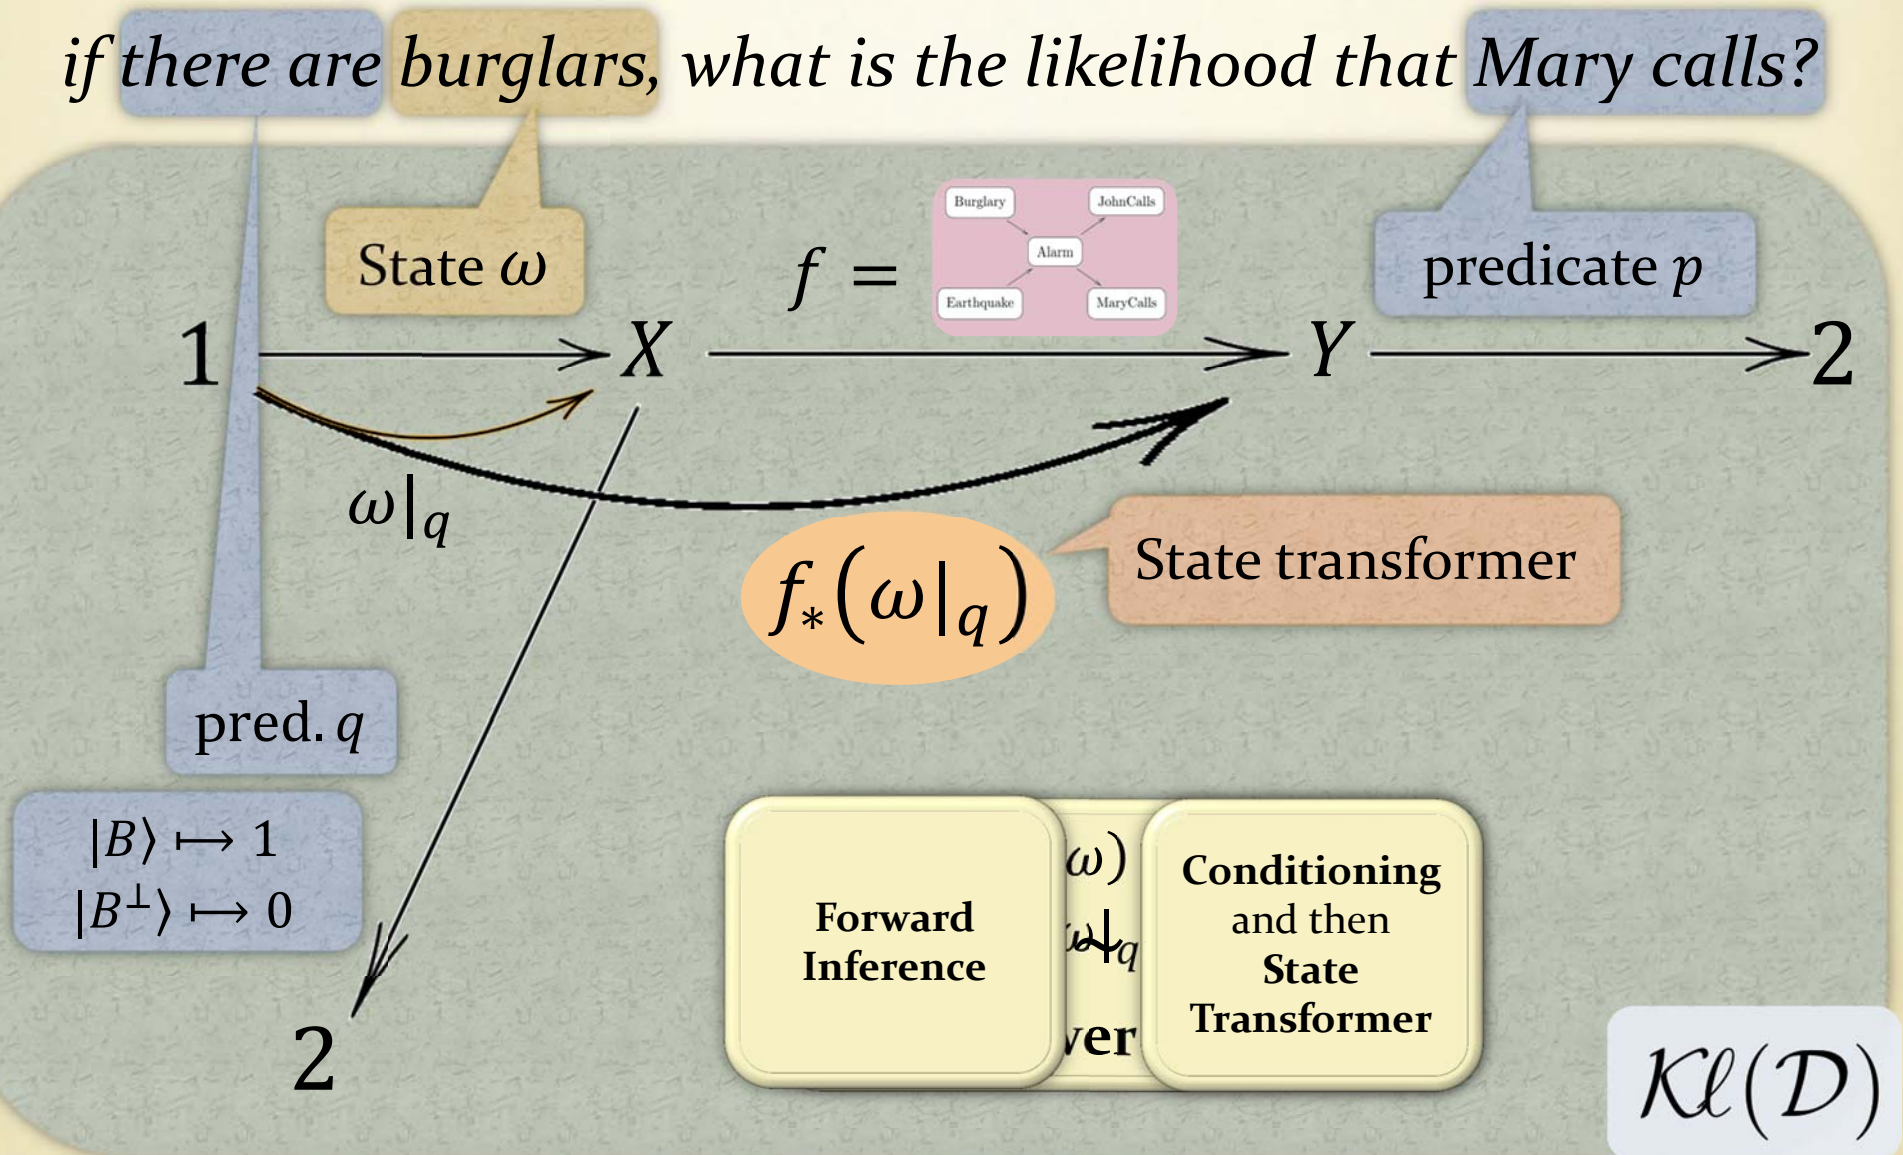 if there are burglars, what is the likelihood that Mary calls?
State ω
f =
Burglary
JohnCalls
Alarm
Earthquake
MaryCalls
predicate p
1
X
Y
2
ω|q
f∗(ω|q)
State transformer
pred. q
|B⟩ ↦ 1
|B⊥⟩ ↦ 0
2
Forward
Inference
ω)
ω|q
Conditioning
and then
State
Transformer
𝒦ℓ(𝒟)